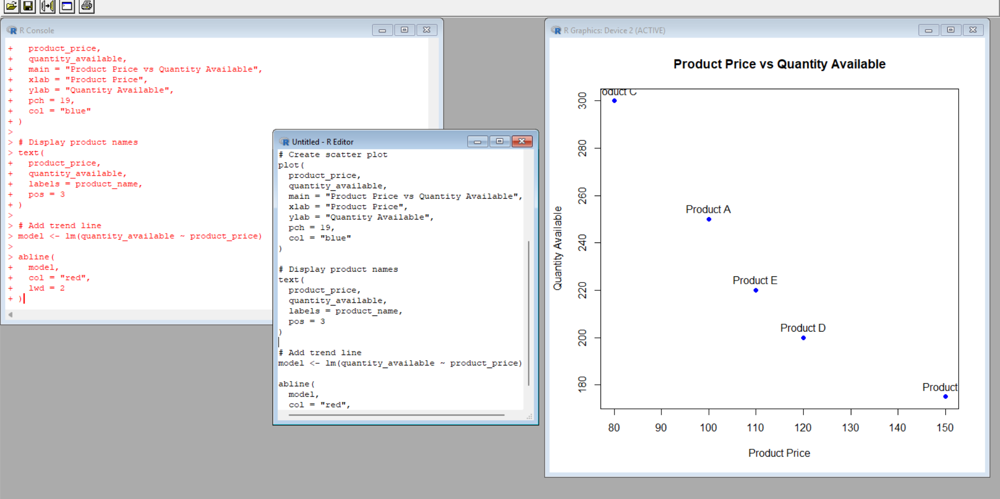 R Console
+   product_price,
+   quantity_available,
+   main = "Product Price vs Quantity Available",
+   xlab = "Product Price",
+   ylab = "Quantity Available",
+   pch = 19,
+   col = "blue"
+ )
>
> # Display product names
> text(
+   product_price,
+   quantity_available,
+   labels = product_name,
+   pos = 3
+ )
>
> # Add trend line
> model <- lm(quantity_available ~ product_price)
>
> abline(
+   model,
+   col = "red",
+   lwd = 2
+ )
Untitled - R Editor
# Create scatter plot
plot(
  product_price,
  quantity_available,
  main = "Product Price vs Quantity Available",
  xlab = "Product Price",
  ylab = "Quantity Available",
  pch = 19,
  col = "blue"
)
# Display product names
text(
  product_price,
  quantity_available,
  labels = product_name,
  pos = 3
)
# Add trend line
model <- lm(quantity_available ~ product_price)
abline(
  model,
  col = "red",
R Graphics: Device 2 (ACTIVE)
Product Price vs Quantity Available
oduct C
Product A
Product E
Product D
Product
Quantity Available
300
280
260
240
220
200
180
80 90 100 110 120 130 140 150
Product Price